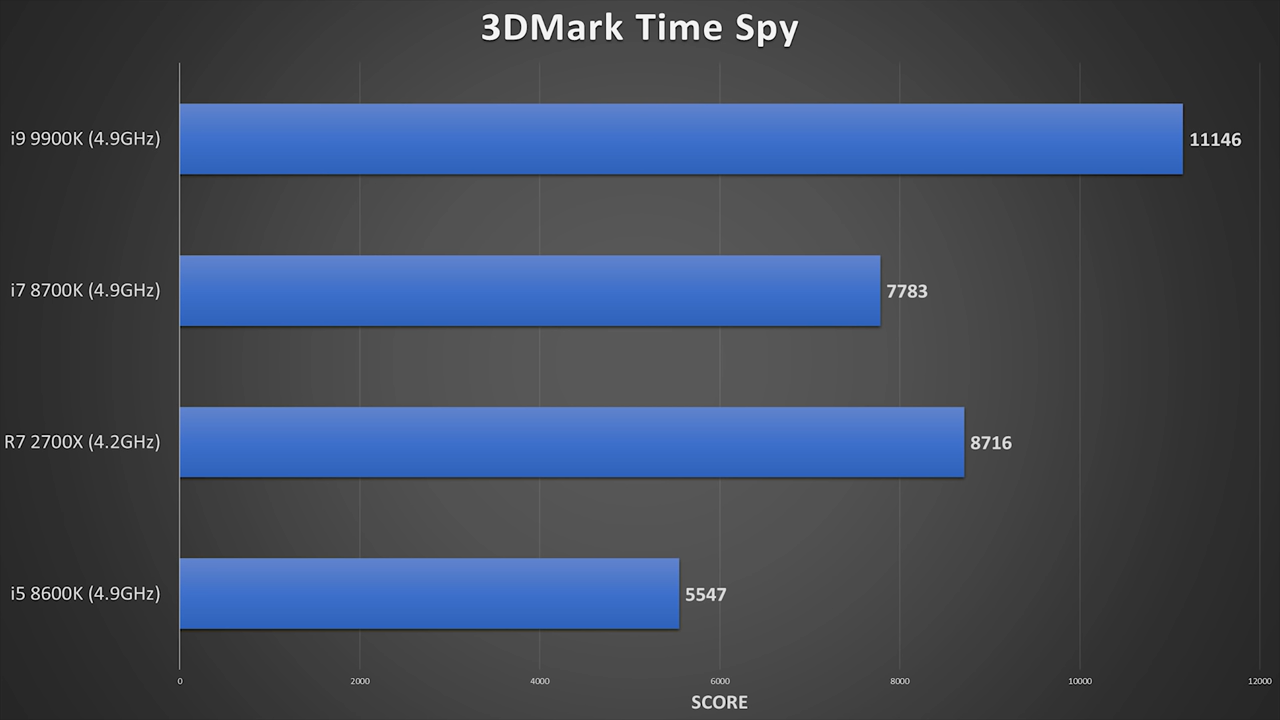 3DMark Time Spy
i9 9900K (4.9GHz)
11146
i7 8700K (4.9GHz)
7783
R7 2700X (4.2GHz)
8716
i5 8600K (4.9GHz)
5547
0 2000 4000 6000 8000 10000 12000
SCORE